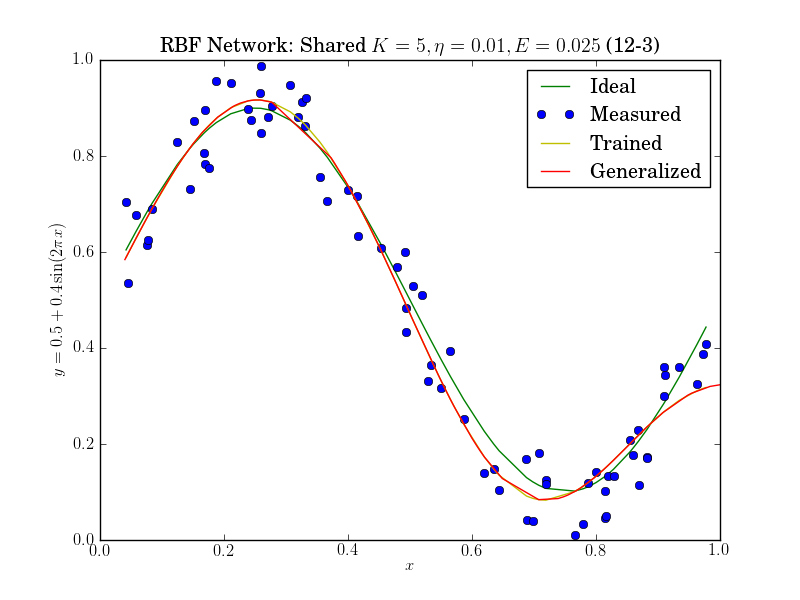 RBF Network: Shared K = 5, η = 0.01, E = 0.025 (12-3)
Ideal
Measured
Trained
Generalized
y = 0.5 + 0.4 sin(2πx)
1.0
0.8
0.6
0.4
0.2
0.0
0.0 0.2 0.4 0.6 0.8 1.0
x